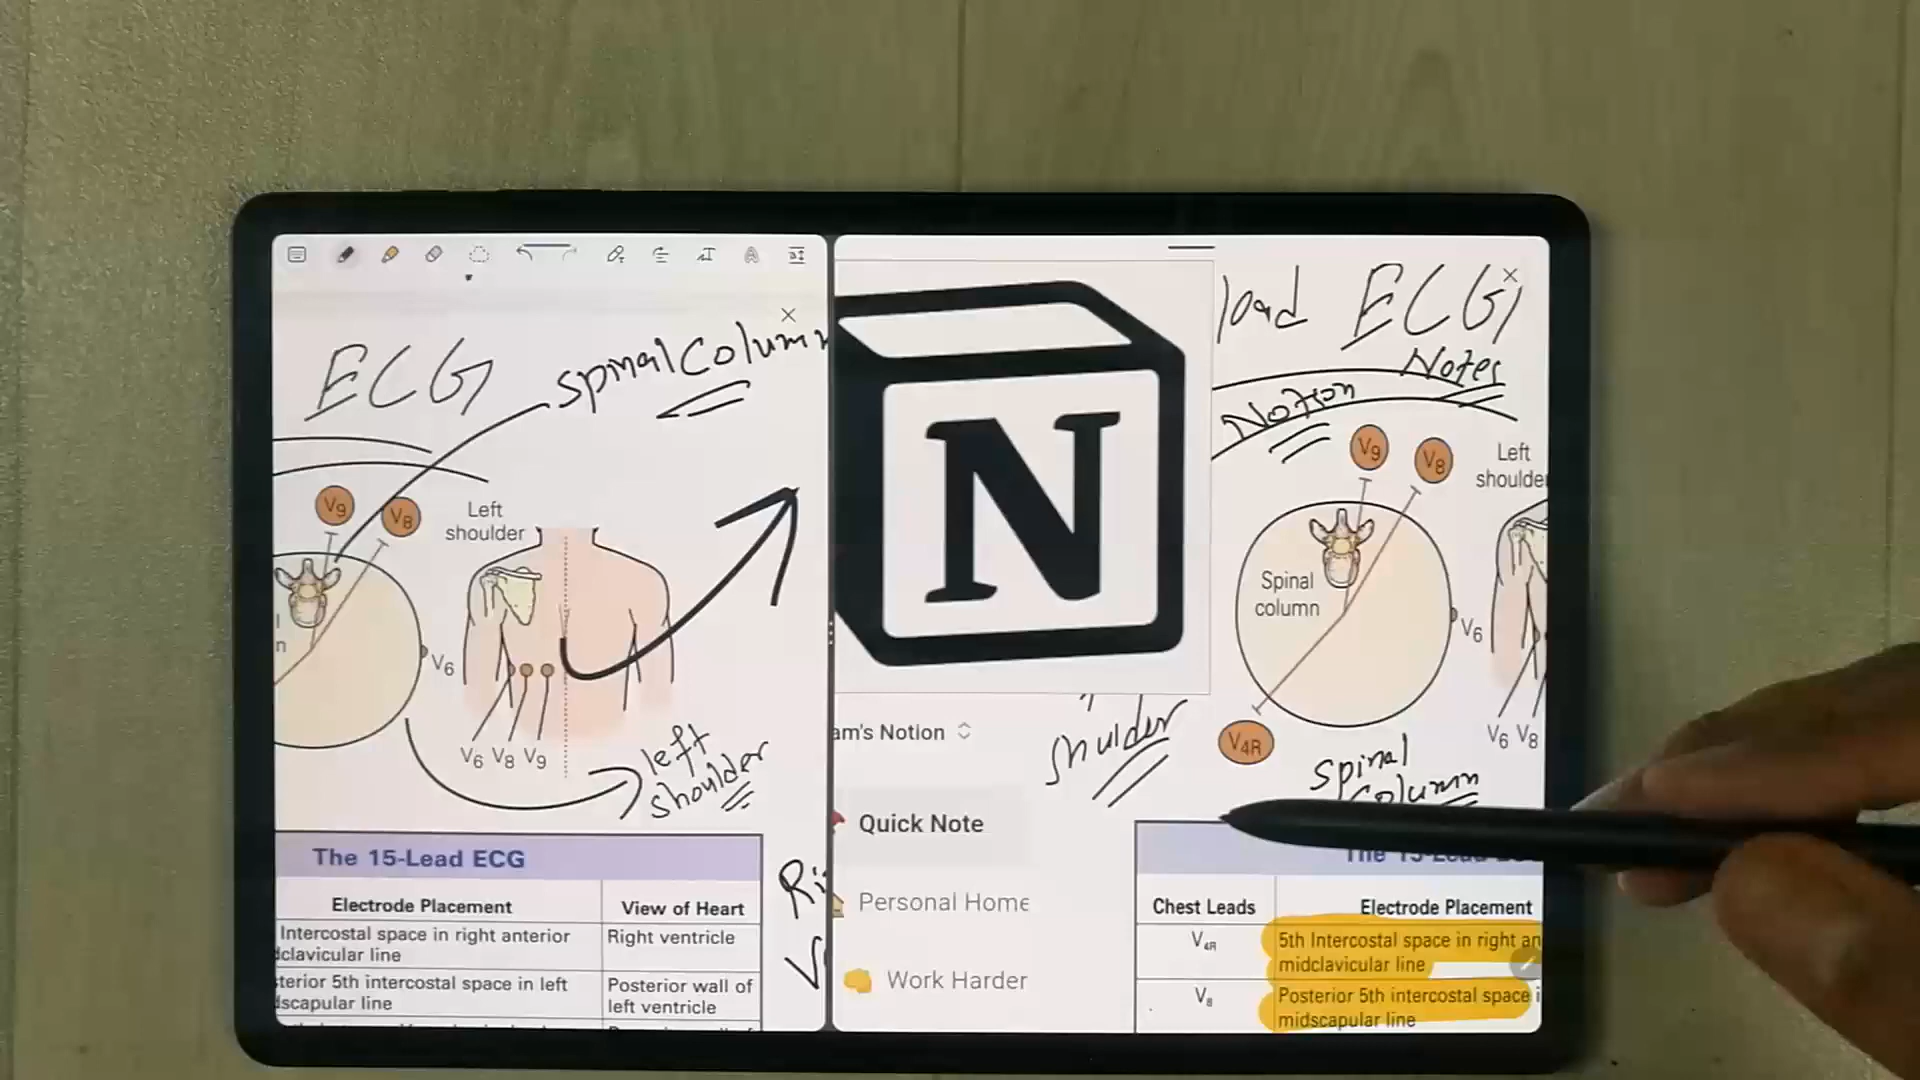 ECG
spinal column
V9
V8
Left
shoulder
V6
V6 V8 V9
left
shoulder
The 15-Lead ECG
Electrode Placement
View of Heart
Intercostal space in right anterior
clavicular line
Right ventricle
terior 5th intercostal space in left
scapular line
Posterior wall of
left ventricle
N
ECG
Notes
Notion
V9
V8
Left
shoulder
Spinal
column
V6
V4R
V6 V8
am's Notion
shulder
spinal
column
Quick Note
Personal Home
Work Harder
Chest Leads
Electrode Placement
V4R
5th Intercostal space in right an
midclavicular line
V8
Posterior 5th intercostal space i
midscapular line